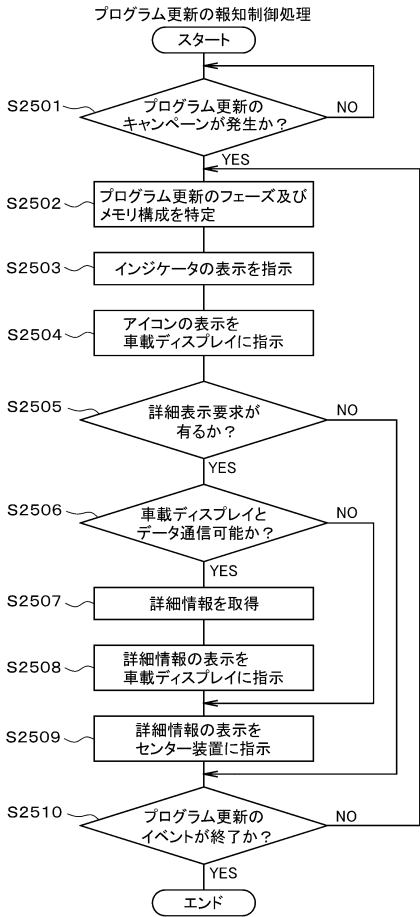 プログラム更新の報知制御処理
スタート
S2501
プログラム更新の
キャンペーンが発生か？
NO
YES
S2502
プログラム更新のフェーズ及び
メモリ構成を特定
S2503
インジケータの表示を指示
S2504
アイコンの表示を
車載ディスプレイに指示
S2505
詳細表示要求が
有るか？
NO
YES
S2506
車載ディスプレイと
データ通信可能か？
NO
YES
S2507
詳細情報を取得
S2508
詳細情報の表示を
車載ディスプレイに指示
S2509
詳細情報の表示を
センター装置に指示
S2510
プログラム更新の
イベントが終了か？
NO
YES
エンド